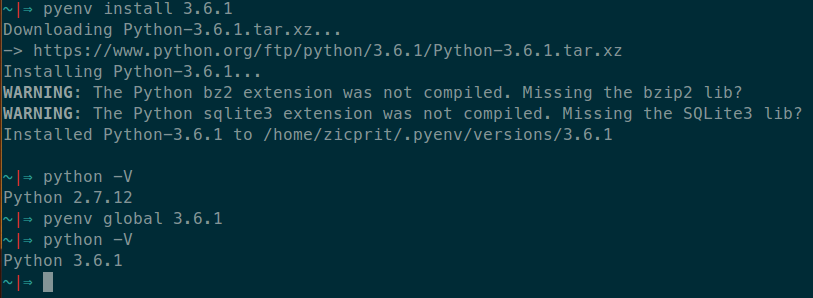 ~|⇒ pyenv install 3.6.1
Downloading Python-3.6.1.tar.xz...
-> https://www.python.org/ftp/python/3.6.1/Python-3.6.1.tar.xz
Installing Python-3.6.1...
WARNING: The Python bz2 extension was not compiled. Missing the bzip2 lib?
WARNING: The Python sqlite3 extension was not compiled. Missing the SQLite3 lib?
Installed Python-3.6.1 to /home/zicprit/.pyenv/versions/3.6.1
~|⇒ python -V
Python 2.7.12
~|⇒ pyenv global 3.6.1
~|⇒ python -V
Python 3.6.1
~|⇒